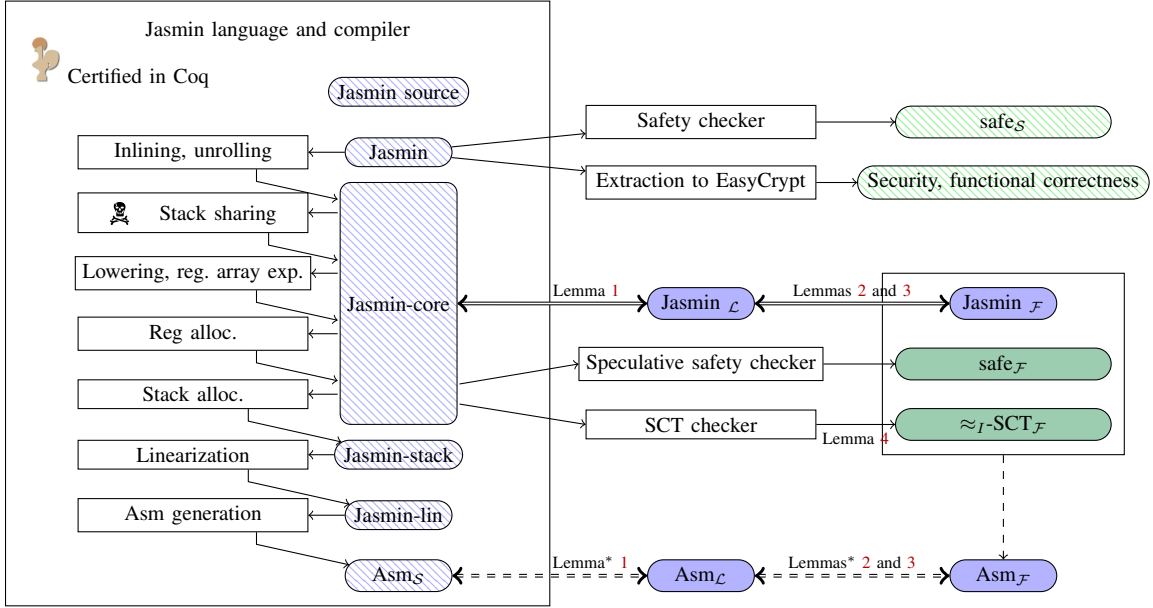 Jasmin language and compiler
Certified in Coq
Jasmin source
Safety checker
safe𝒮
Inlining, unrolling
Jasmin
Extraction to EasyCrypt
Security, functional correctness
Stack sharing
Lowering, reg. array exp.
Jasmin-core
Lemma 1
Jasmin ℒ
Lemmas 2 and 3
Jasmin ℱ
Reg alloc.
Speculative safety checker
safeℱ
Stack alloc.
SCT checker
Lemma 4
≈I-SCTℱ
Linearization
Jasmin-stack
Asm generation
Jasmin-lin
Asm𝒮
Lemma* 1
Asmℒ
Lemmas* 2 and 3
Asmℱ